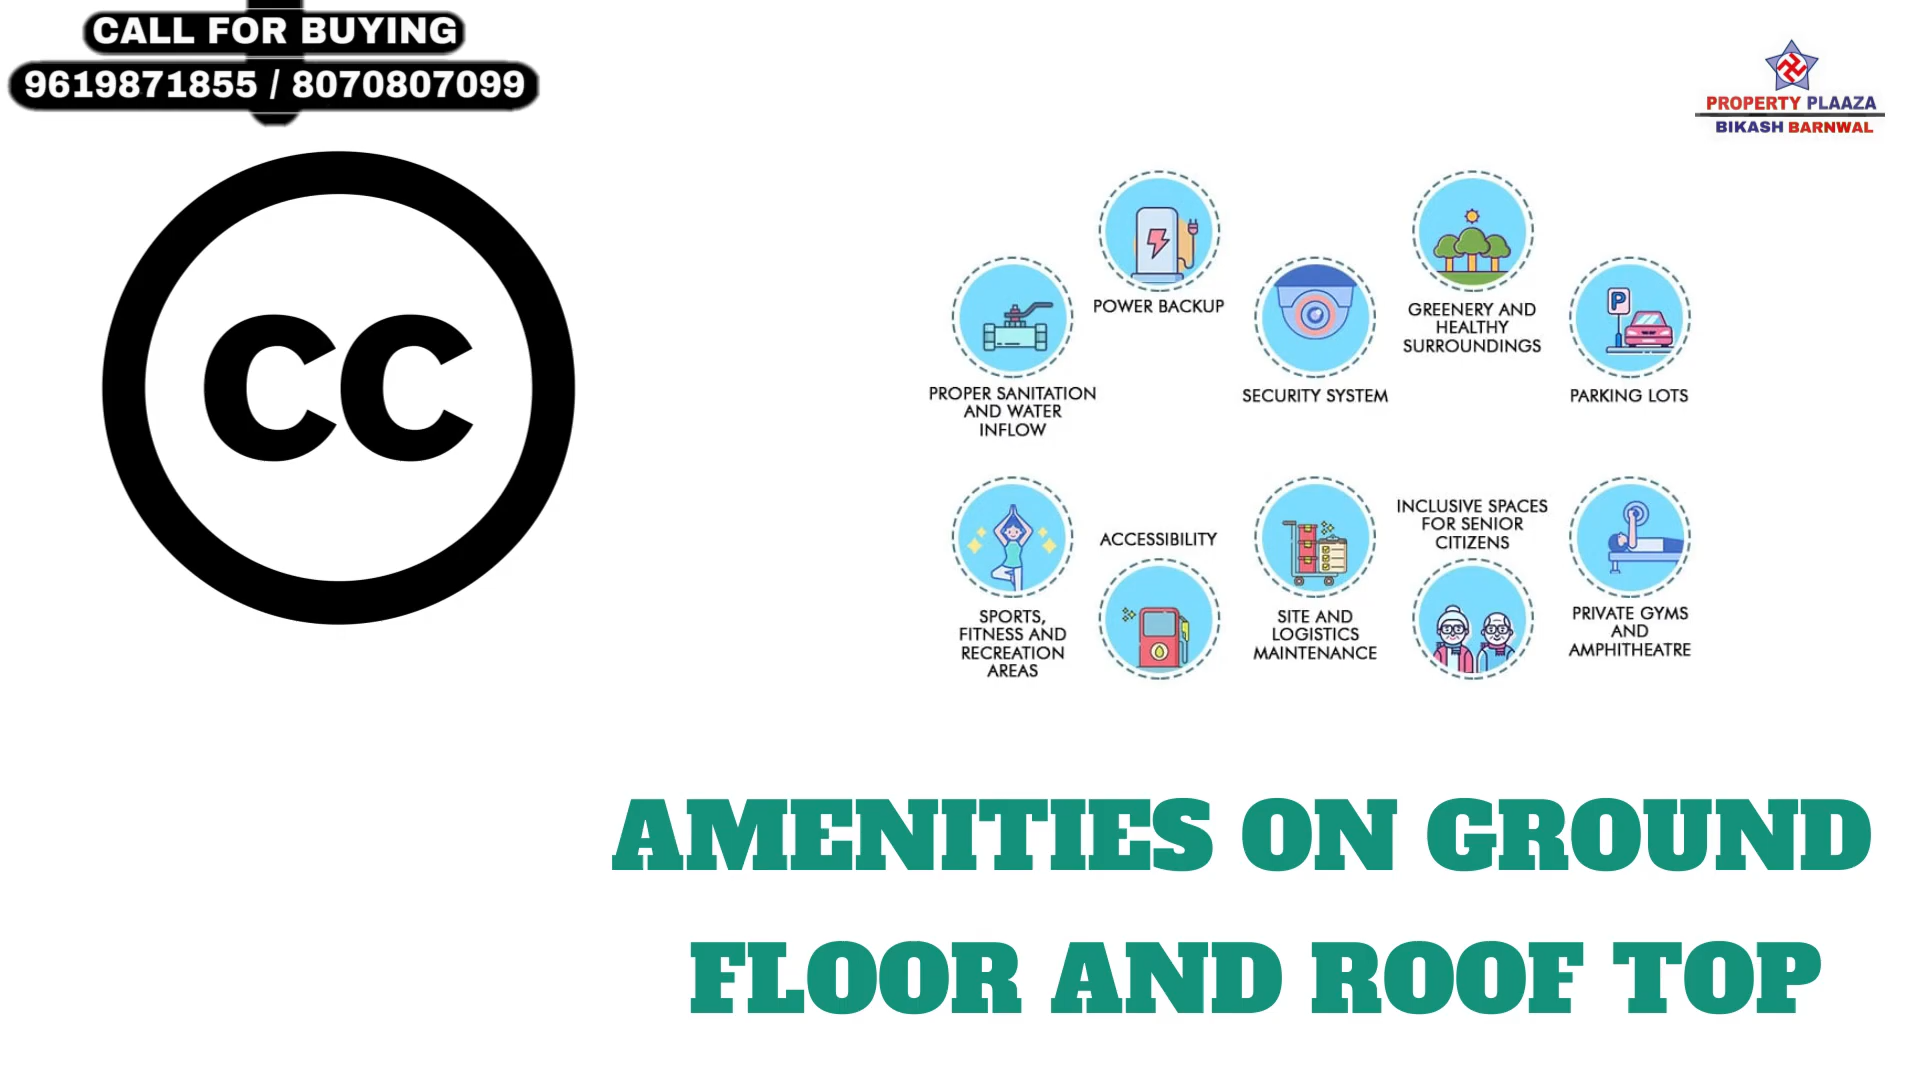 CALL FOR BUYING
9619871855 / 8070807099
PROPERTY PLAAZA
BIKASH BARNWAL
cc
POWER BACKUP
GREENERY AND
HEALTHY
SURROUNDINGS
P
PROPER SANITATION
AND WATER
INFLOW
SECURITY SYSTEM
PARKING LOTS
ACCESSIBILITY
INCLUSIVE SPACES
FOR SENIOR
CITIZENS
SPORTS,
FITNESS AND
RECREATION
AREAS
SITE AND
LOGISTICS
MAINTENANCE
PRIVATE GYMS
AND
AMPHITHEATRE
AMENITIES ON GROUND
FLOOR AND ROOF TOP